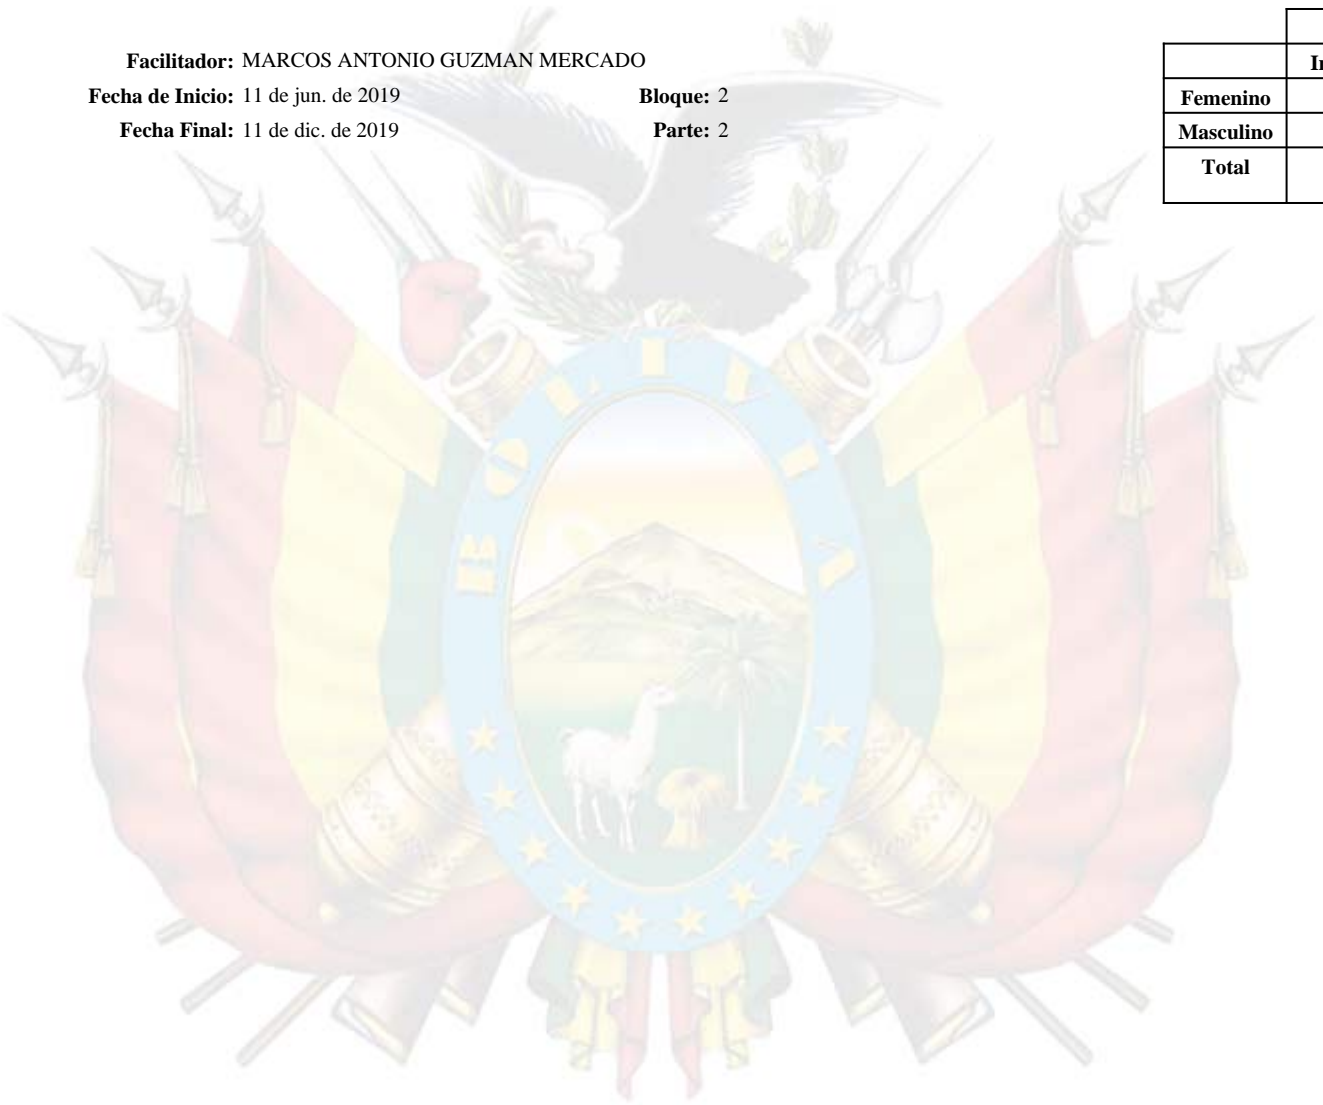 Facilitador: MARCOS ANTONIO GUZMAN MERCADO
Fecha de Inicio: 11 de jun. de 2019 Bloque: 2
Fecha Final: 11 de dic. de 2019 Parte: 2
Femenino
Masculino
Total
BOLIVIA